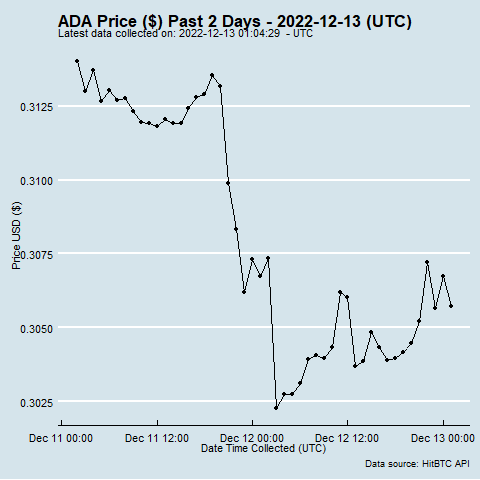 ADA Price ($) Past 2 Days - 2022-12-13 (UTC)
Latest data collected on: 2022-12-13 01:04:29  - UTC
0.3125
0.3100
0.3075
0.3050
0.3025
Price USD ($)
Dec 11 00:00
Dec 11 12:00
Dec 12 00:00
Dec 12 12:00
Dec 13 00:00
Date Time Collected (UTC)
Data source: HitBTC API